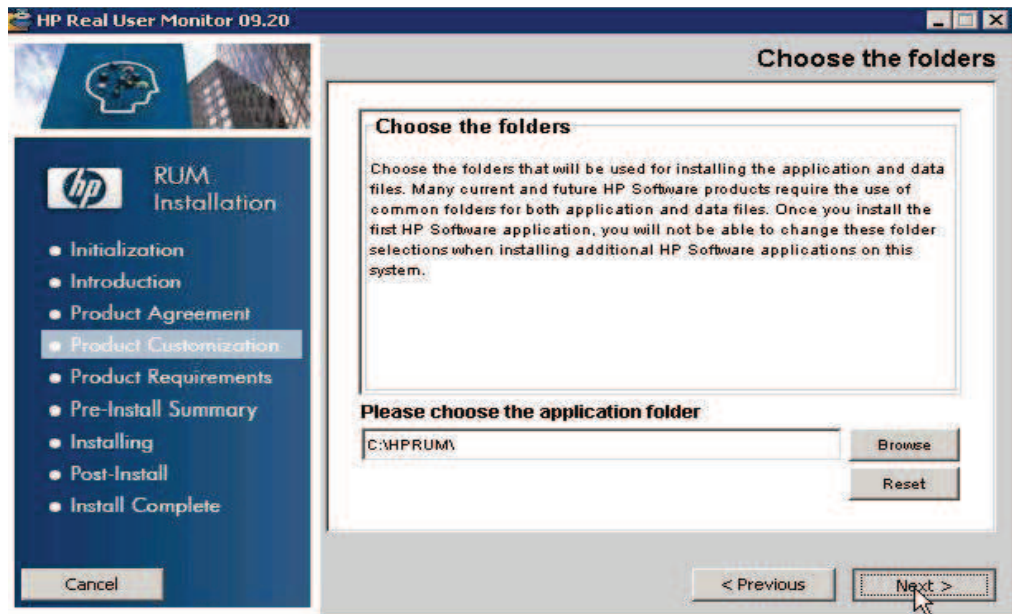 HP Real User Monitor 09.20
Choose the folders
hp
RUM
Installation
Initialization
Introduction
Product Agreement
Product Customization
Product Requirements
Pre-Install Summary
Installing
Post-Install
Install Complete
Choose the folders
Choose the folders that will be used for installing the application and data
files. Many current and future HP Software products require the use of
common folders for both application and data files. Once you install the
first HP Software application, you will not be able to change these folder
selections when installing additional HP Software applications on this
system.
Please choose the application folder
C:\HPRUM\
Browse
Reset
Cancel
< Previous
Next >